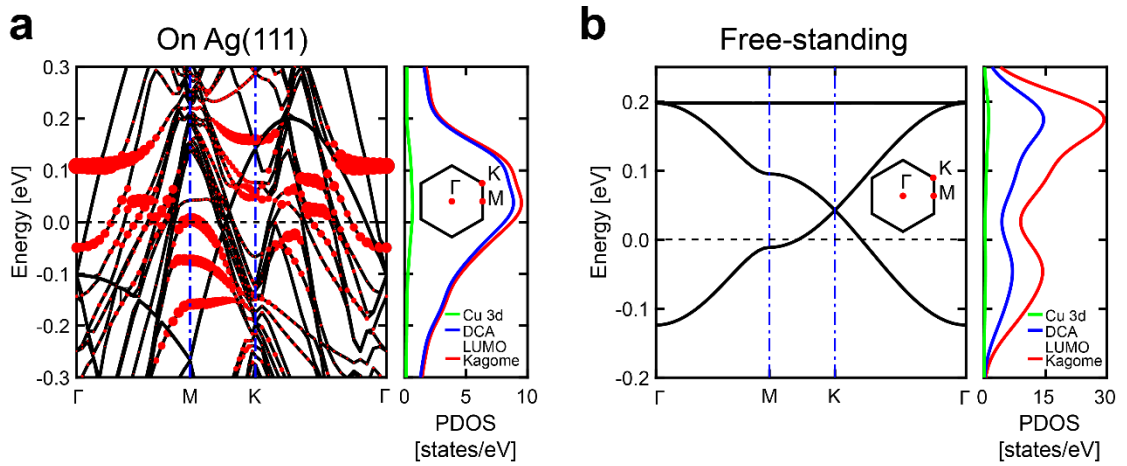 a
On Ag(111)
Energy [eV]
0.3
0.2
0.1
0.0
-0.1
-0.2
-0.3
Γ
M
K
Γ
K
Γ
M
Cu 3d
DCA
LUMO
Kagome
0
5
10
PDOS
[states/eV]
b
Free-standing
Energy [eV]
0.2
0.1
0.0
-0.1
-0.2
Γ
M
K
Γ
K
Γ
M
Cu 3d
DCA
LUMO
Kagome
0
15
30
PDOS
[states/eV]